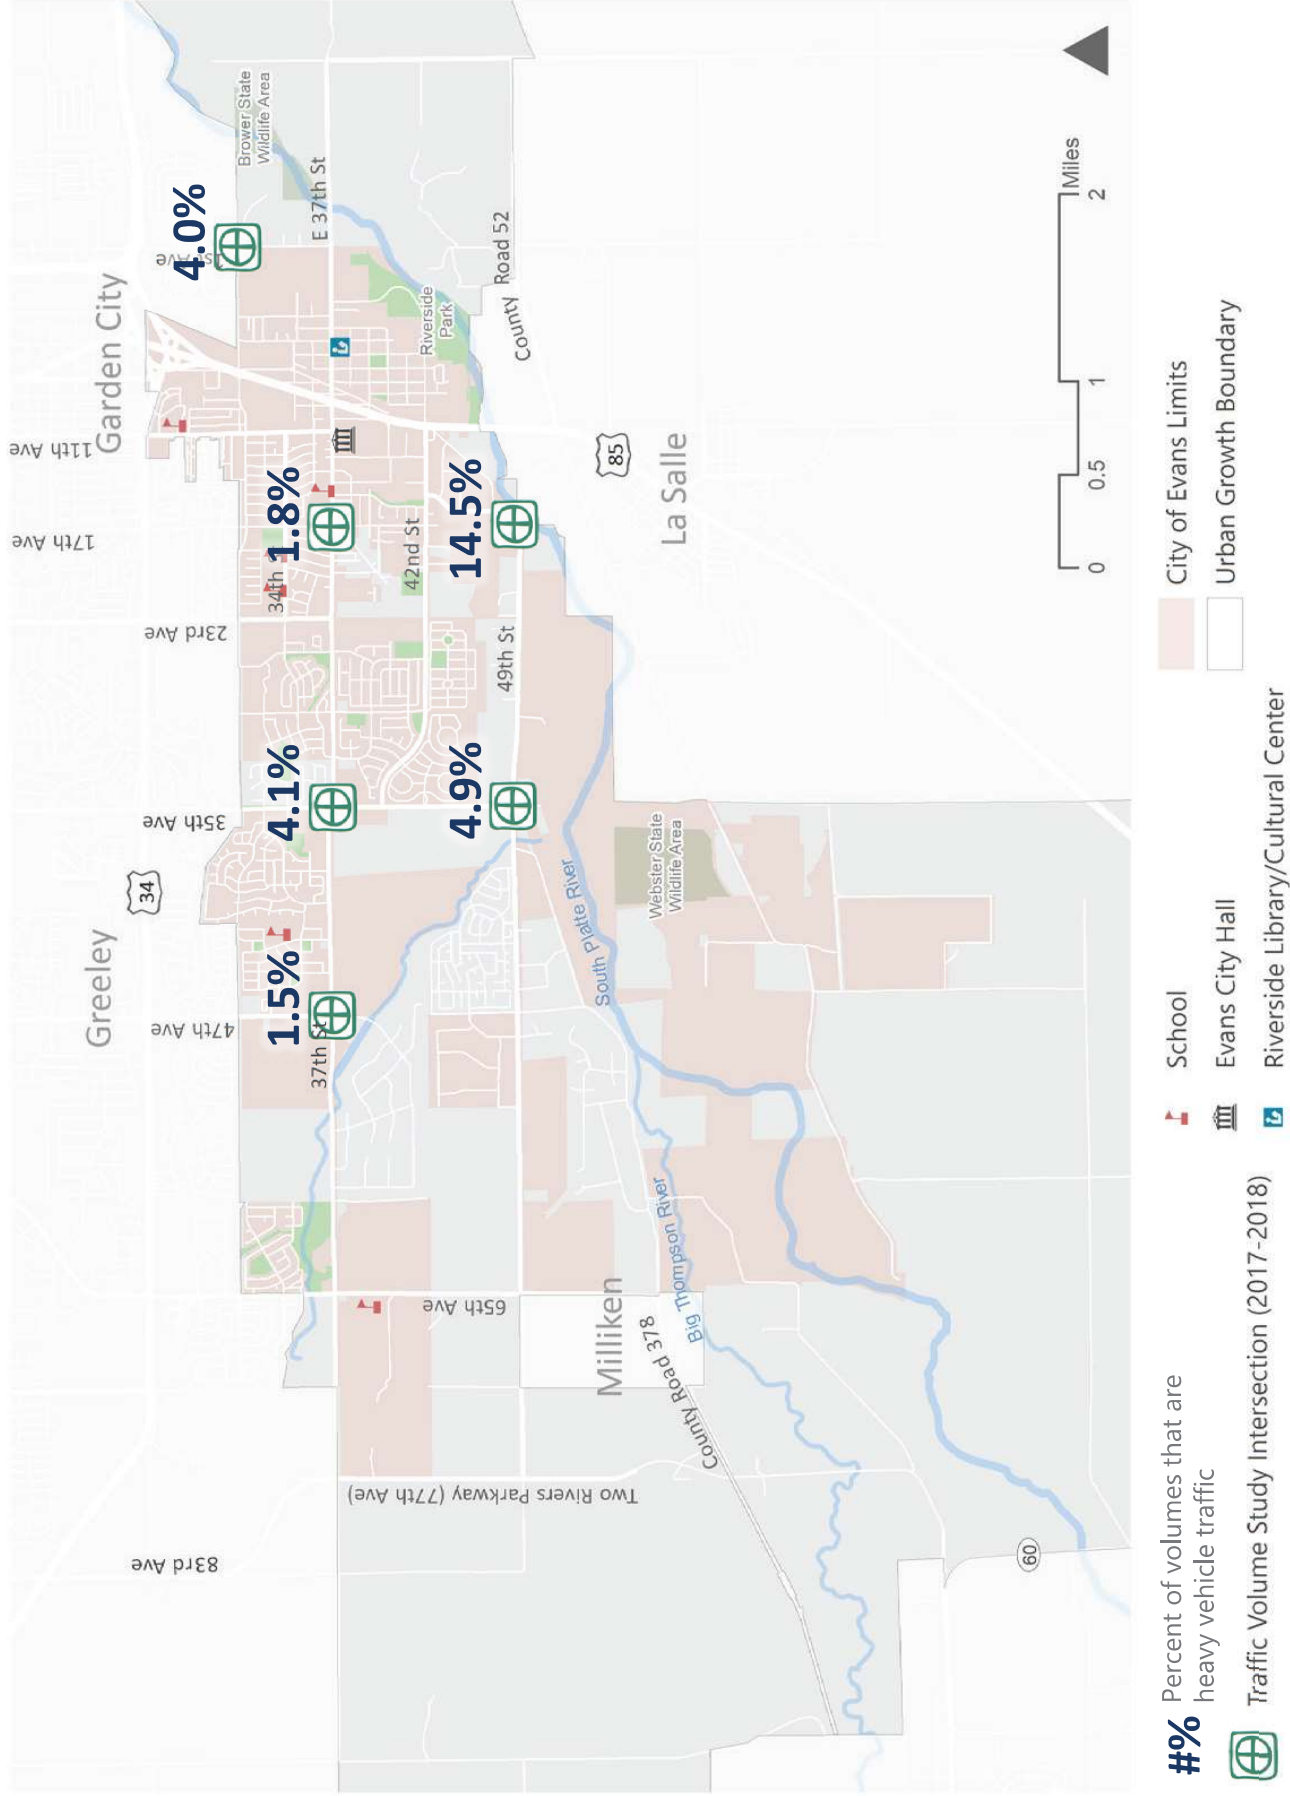 83rd Ave
Two Rivers Parkway (77th Ave)
65th Ave
47th Ave
35th Ave
23rd Ave
17th Ave
11th Ave
1st Ave
Greeley
34
Garden City
Brower State
Wildlife Area
4.0%
E 37th St
1.5%
37th St
4.1%
34th
1.8%
42nd St
Riverside
Park
4.9%
49th St
14.5%
County Road 52
85
La Salle
Webster State
Wildlife Area
South Platte River
Big Thompson River
Milliken
County Road 378
60
0
0.5
1
2
Miles
#% Percent of volumes that are
heavy vehicle traffic
Traffic Volume Study Intersection (2017-2018)
School
Evans City Hall
Riverside Library/Cultural Center
City of Evans Limits
Urban Growth Boundary